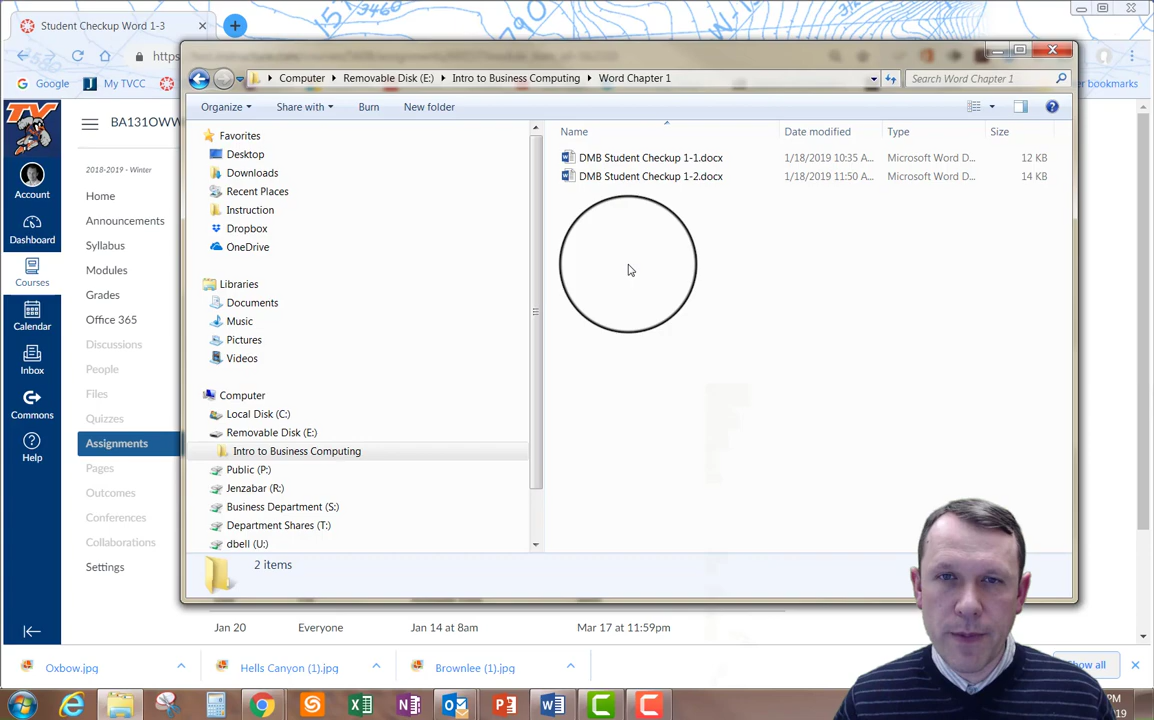 3460
Student Checkup Word 1-3
https
Google
My TVCC
er bookmarks
Computer
Removable Disk (E:)
Intro to Business Computing
Word Chapter 1
Search Word Chapter 1
Organize
Share with
Burn
New folder
TV
Account
Dashboard
Courses
Calendar
Inbox
Commons
Help
BA131OWW
2018-2019 - Winter
Home
Announcements
Syllabus
Modules
Grades
Office 365
Discussions
People
Files
Quizzes
Assignments
Pages
Outcomes
Conferences
Collaborations
Settings
Favorites
Desktop
Downloads
Recent Places
Instruction
Dropbox
OneDrive
Libraries
Documents
Music
Pictures
Videos
Computer
Local Disk (C:)
Removable Disk (E:)
Intro to Business Computing
Public (P:)
Jenzabar (R:)
Business Department (S:)
Department Shares (T:)
dbell (U:)
Name Date modified Type Size
DMB Student Checkup 1-1.docx 1/18/2019 10:35 A... Microsoft Word D... 12 KB
DMB Student Checkup 1-2.docx 1/18/2019 11:50 A... Microsoft Word D... 14 KB
2 items
Jan 20 Everyone Jan 14 at 8am Mar 17 at 11:59pm
Oxbow.jpg
Hells Canyon (1).jpg
Brownlee (1).jpg
how all
PM